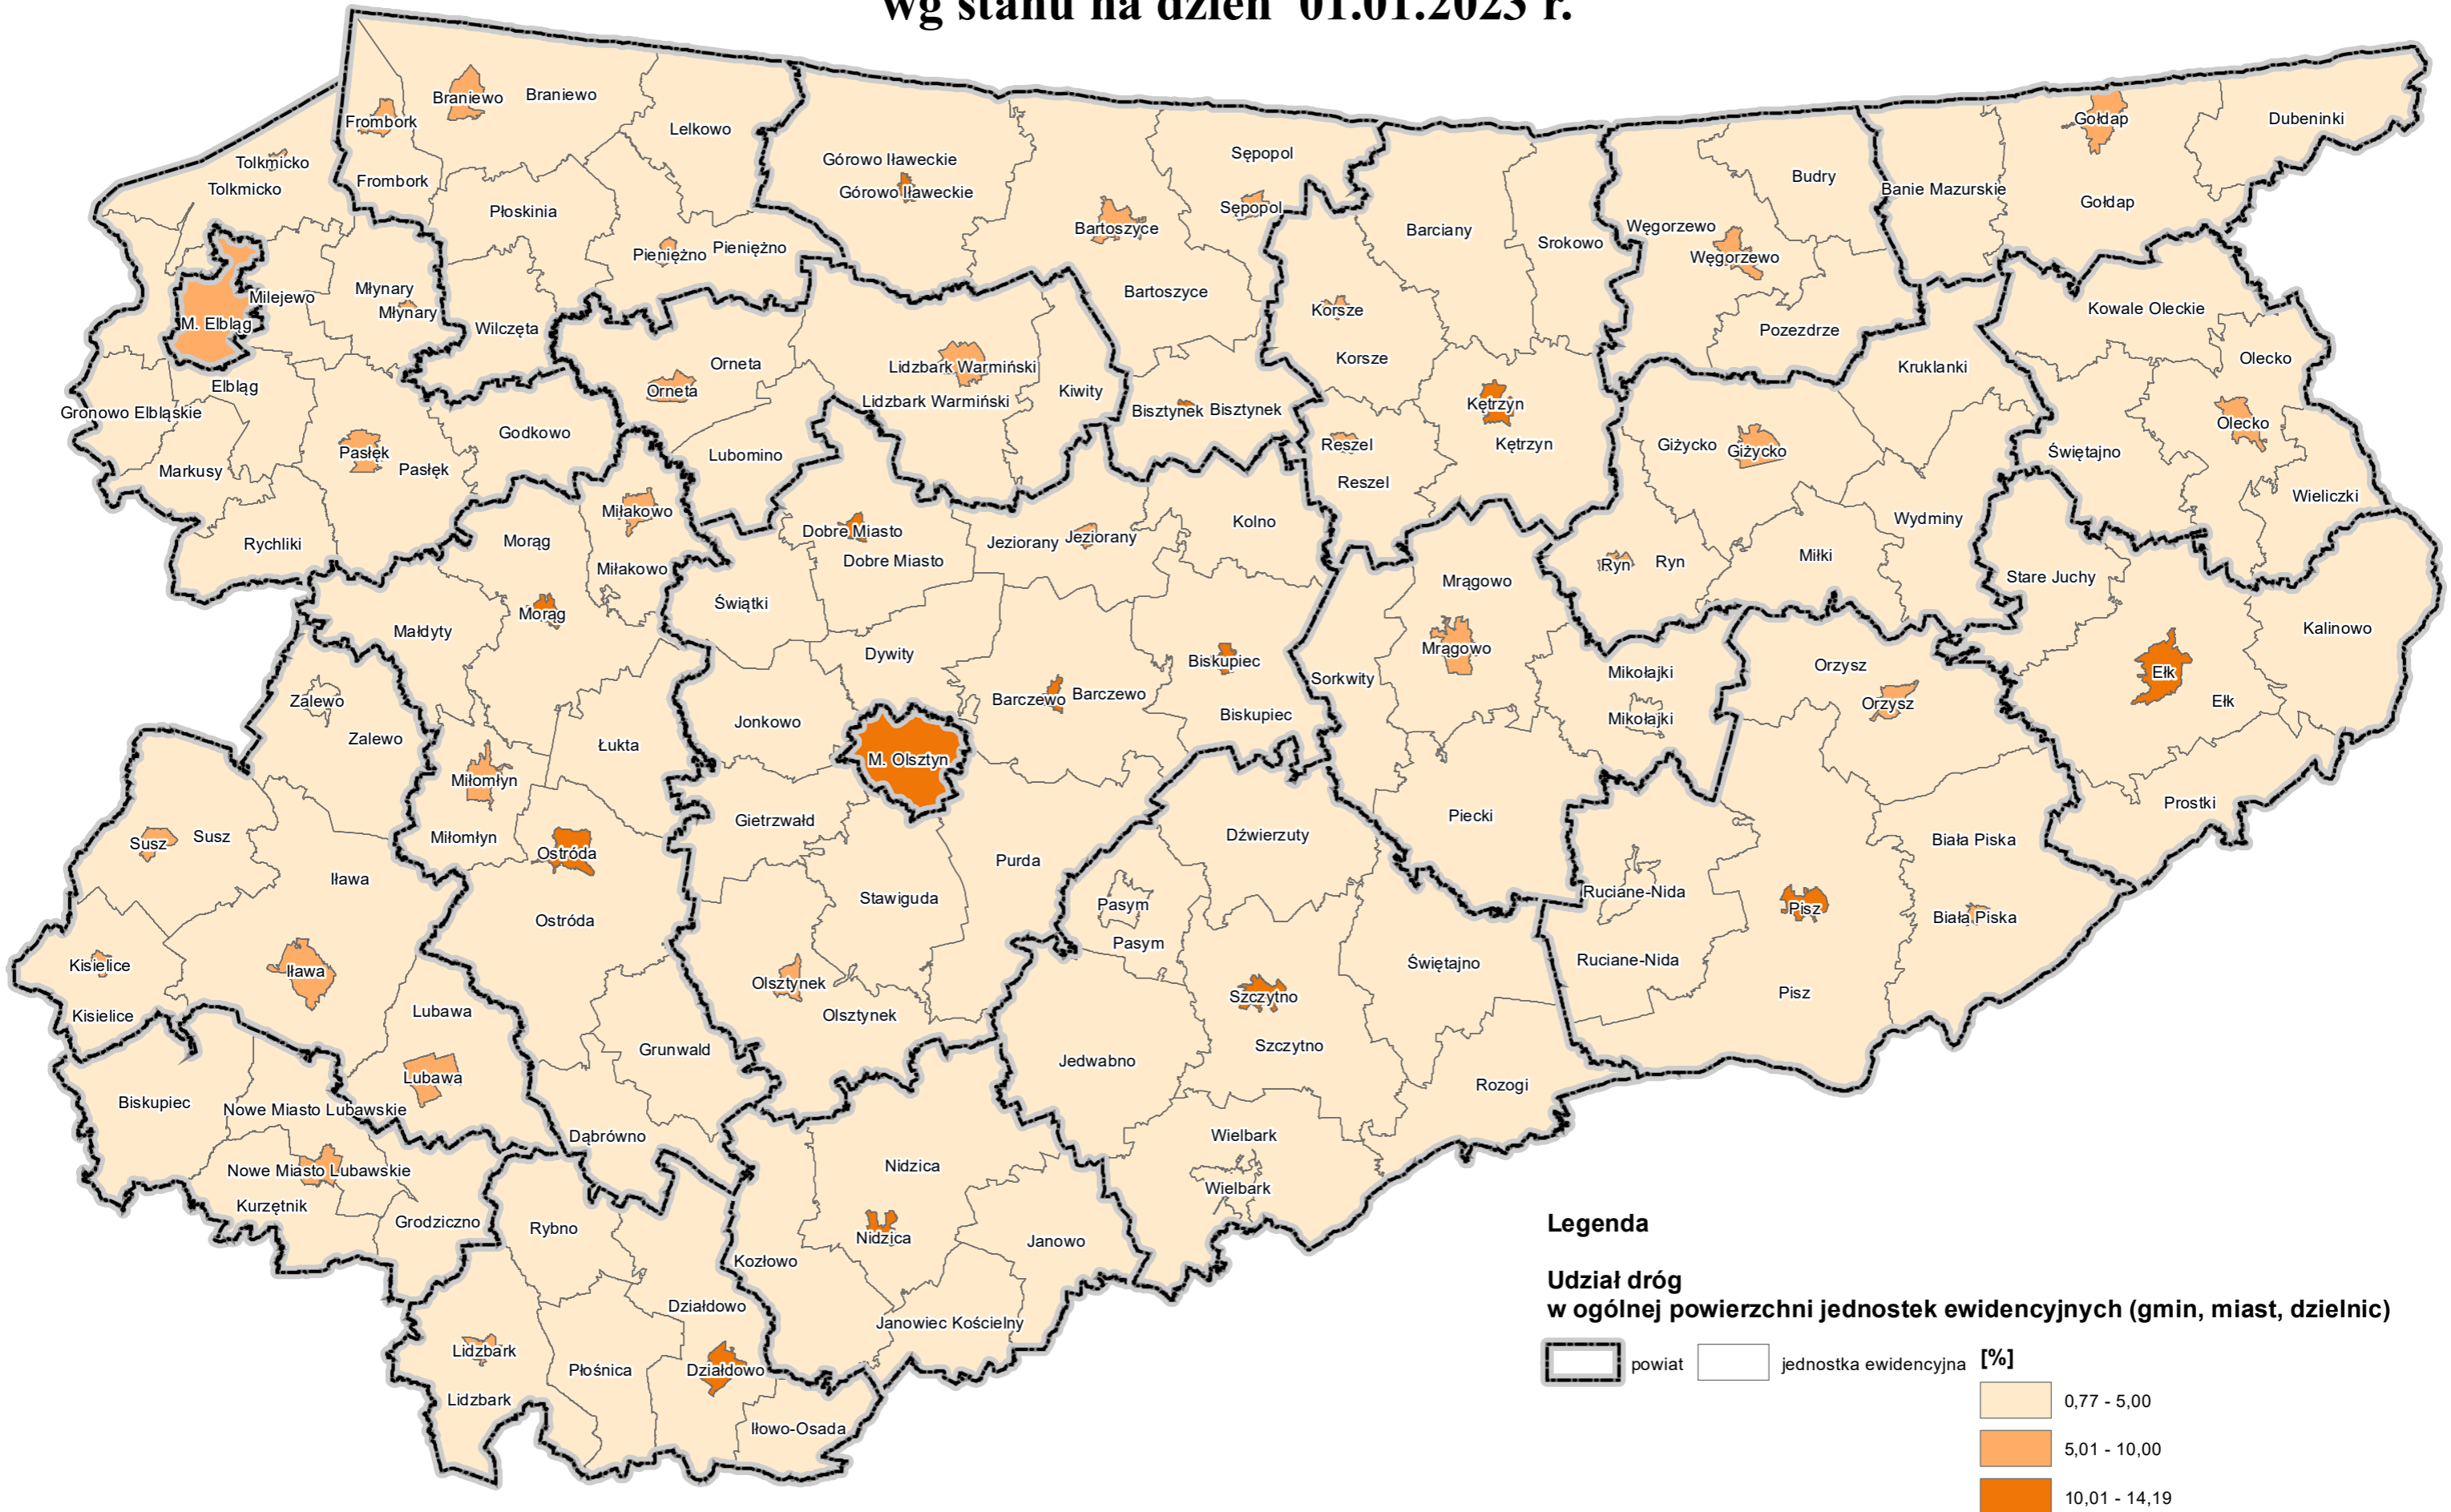 wg stanu na dzień 01.01.2023 r.
Braniewo
Braniewo
Frombork
Lelkowo
Tolkmicko
Tolkmicko
Frombork
Płoskinia
Pieniężno
Pieniężno
Górowo Iławeckie
Górowo Iławeckie
Sępopol
Sępopol
Bartoszyce
Bartoszyce
Barciany
Srokowo
Węgorzewo
Węgorzewo
Budry
Banie Mazurskie
Gołdap
Gołdap
Dubeninki
Milejewo
Młynary
Młynary
M. Elbląg
Wilczęta
Korsze
Korsze
Pozezdrze
Kowale Oleckie
Olecko
Elbląg
Gronowo Elbląskie
Orneta
Orneta
Lidzbark Warmiński
Lidzbark Warmiński
Kiwity
Bisztynek
Bisztynek
Kętrzyn
Kętrzyn
Kruklanki
Olecko
Pasłęk
Pasłęk
Godkowo
Markusy
Lubomino
Reszel
Reszel
Giżycko
Giżycko
Świętajno
Wieliczki
Rychliki
Morąg
Miłakowo
Miłakowo
Dobre Miasto
Dobre Miasto
Jeziorany
Jeziorany
Kolno
Wydminy
Ryn
Ryn
Miłki
Stare Juchy
Małdyty
Morąg
Świątki
Dywity
Biskupiec
Mrągowo
Mrągowo
Kalinowo
Zalewo
Zalewo
Barczewo
Barczewo
Biskupiec
Sorkwity
Mikołajki
Mikołajki
Orzysz
Orzysz
Ełk
Ełk
Łukta
Jonkowo
M. Olsztyn
Miłomłyn
Miłomłyn
Gietrzwałd
Dźwierzuty
Piecki
Prostki
Susz
Susz
Iława
Ostróda
Purda
Biała Piska
Stawiguda
Pasym
Pasym
Ruciane-Nida
Pisz
Biała Piska
Ostróda
Kisielice
Iława
Olsztynek
Olsztynek
Szczytno
Świętajno
Ruciane-Nida
Pisz
Kisielice
Lubawa
Grunwald
Jedwabno
Szczytno
Lubawa
Rozogi
Biskupiec
Nowe Miasto Lubawskie
Dąbrówno
Wielbark
Nowe Miasto Lubawskie
Nidzica
Wielbark
Kurzętnik
Grodziczno
Rybno
Nidzica
Janowo
Kozłowo
Działdowo
Janowiec Kościelny
Lidzbark
Płośnica
Działdowo
Lidzbark
Iłowo-Osada
Legenda
Udział dróg
w ogólnej powierzchni jednostek ewidencyjnych (gmin, miast, dzielnic)
powiat jednostka ewidencyjna [%]
0,77 - 5,00
5,01 - 10,00
10,01 - 14,19